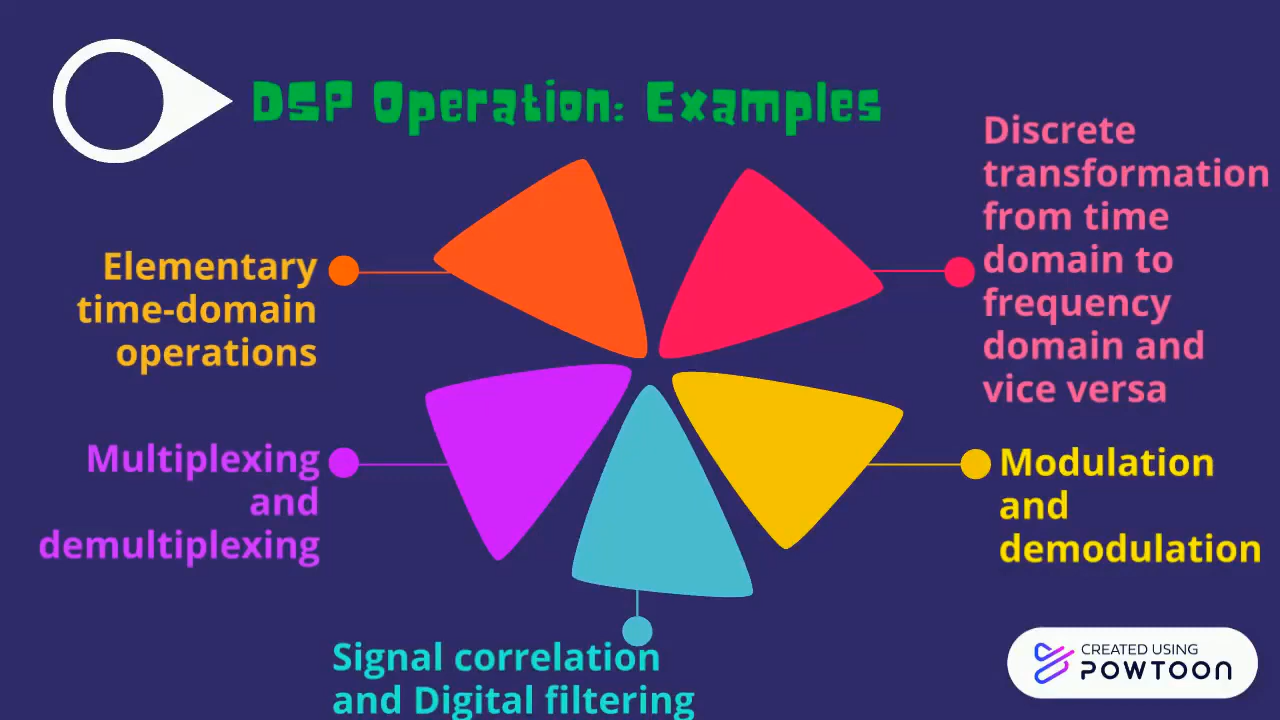 DSP Operation: Examples
Elementary
time-domain
operations
Discrete
transformation
from time
domain to
frequency
domain and
vice versa
Multiplexing
and
demultiplexing
Modulation
and
demodulation
Signal correlation
and Digital filtering
CREATED USING
POWTOON